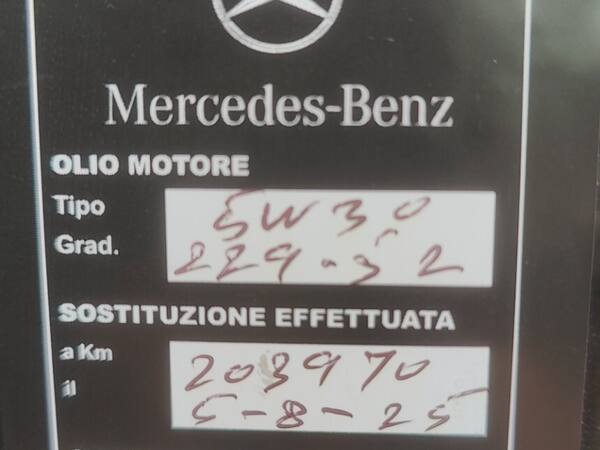 Mercedes-Benz
OLIO MOTORE
Tipo 5W30
Grad. 229-52
SOSTITUZIONE EFFETTUATA
a Km 203970
il 5-8-25